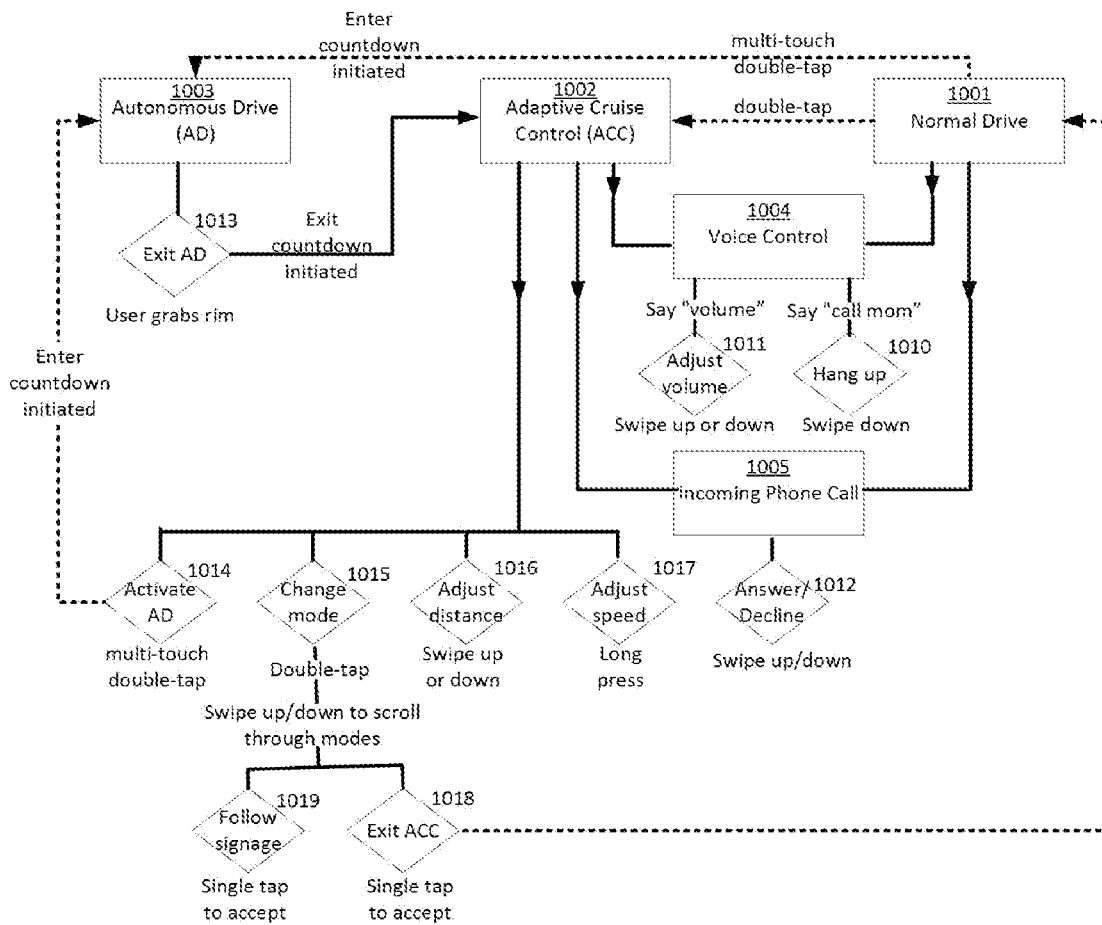 Enter
countdown
initiated
multi-touch
double-tap
1003
Autonomous Drive
(AD)
1002
Adaptive Cruise
Control (ACC)
double-tap
1001
Normal Drive
1013
Exit AD
User grabs rim
Exit
countdown
initiated
1004
Voice Control
Say "volume"
Say "call mom"
1011
Adjust
volume
1010
Hang up
Swipe up or down
Swipe down
Enter
countdown
initiated
1005
Incoming Phone Call
1014
Activate
AD
1015
Change
mode
1016
Adjust
distance
1017
Adjust
speed
1012
Answer/
Decline
multi-touch
double-tap
Double-tap
Swipe up
or down
Long
press
Swipe up/down
Swipe up/down to scroll
through modes
1019
Follow
signage
1018
Exit ACC
Single tap
to accept
Single tap
to accept